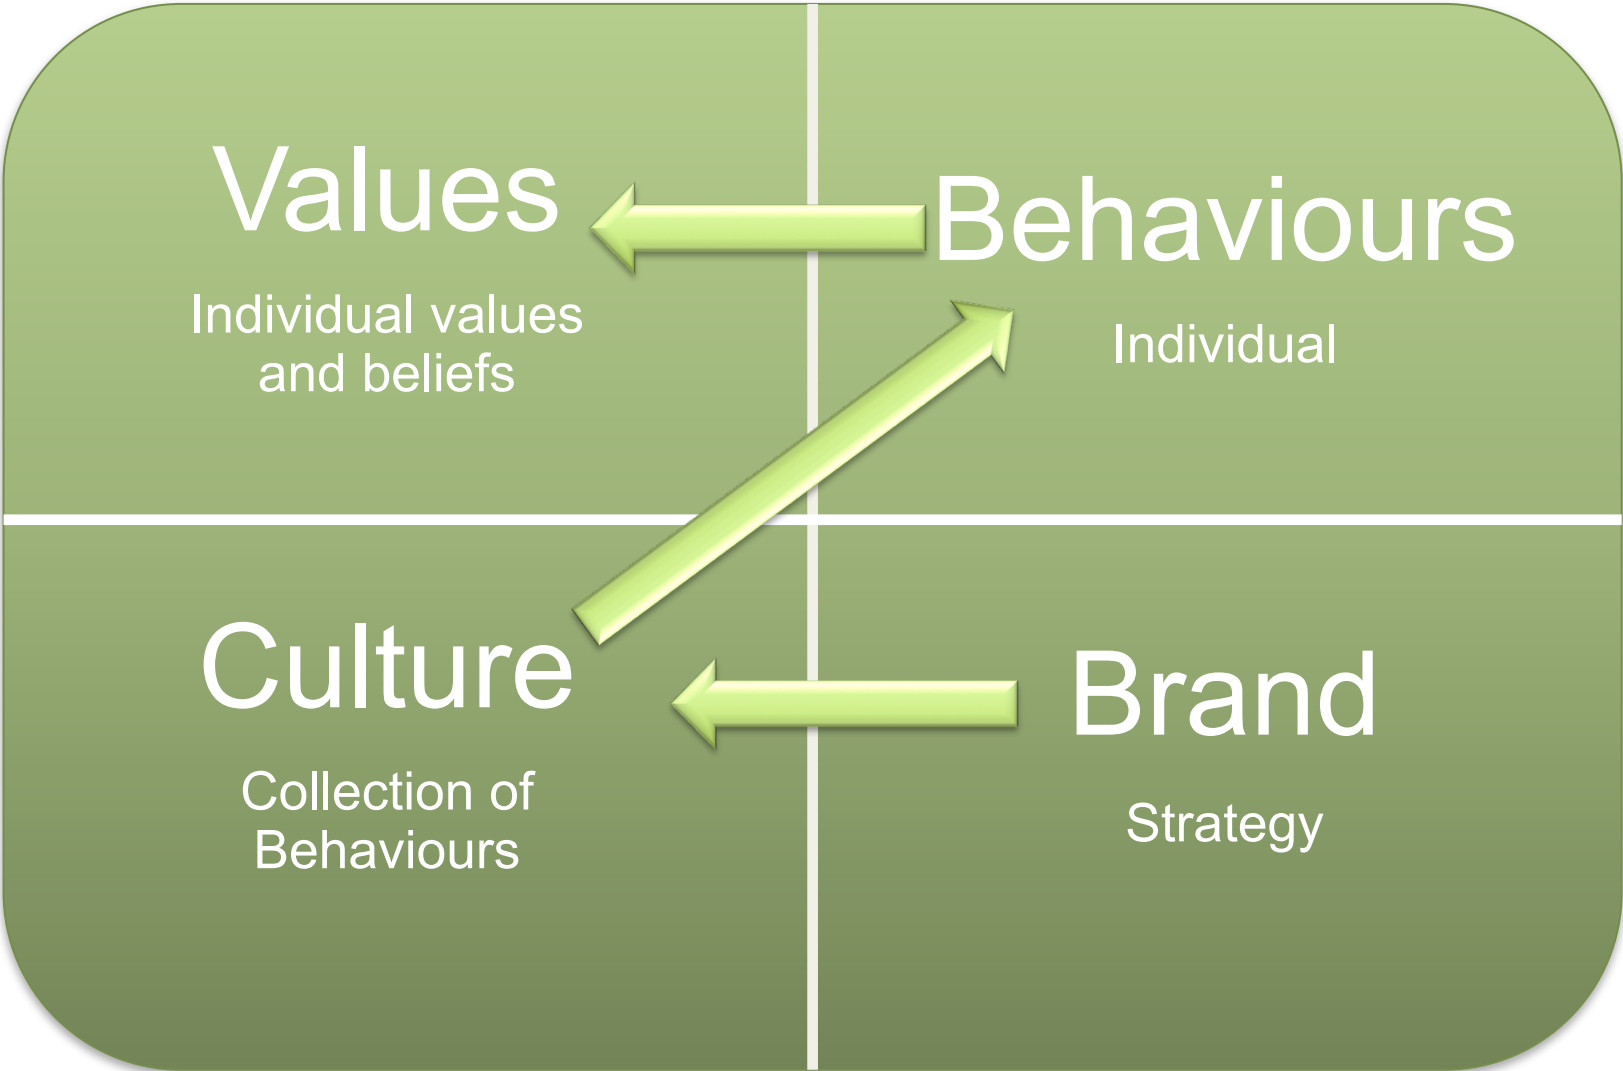 Values
Individual values
and beliefs
Behaviours
Individual
Culture
Collection of
Behaviours
Brand
Strategy